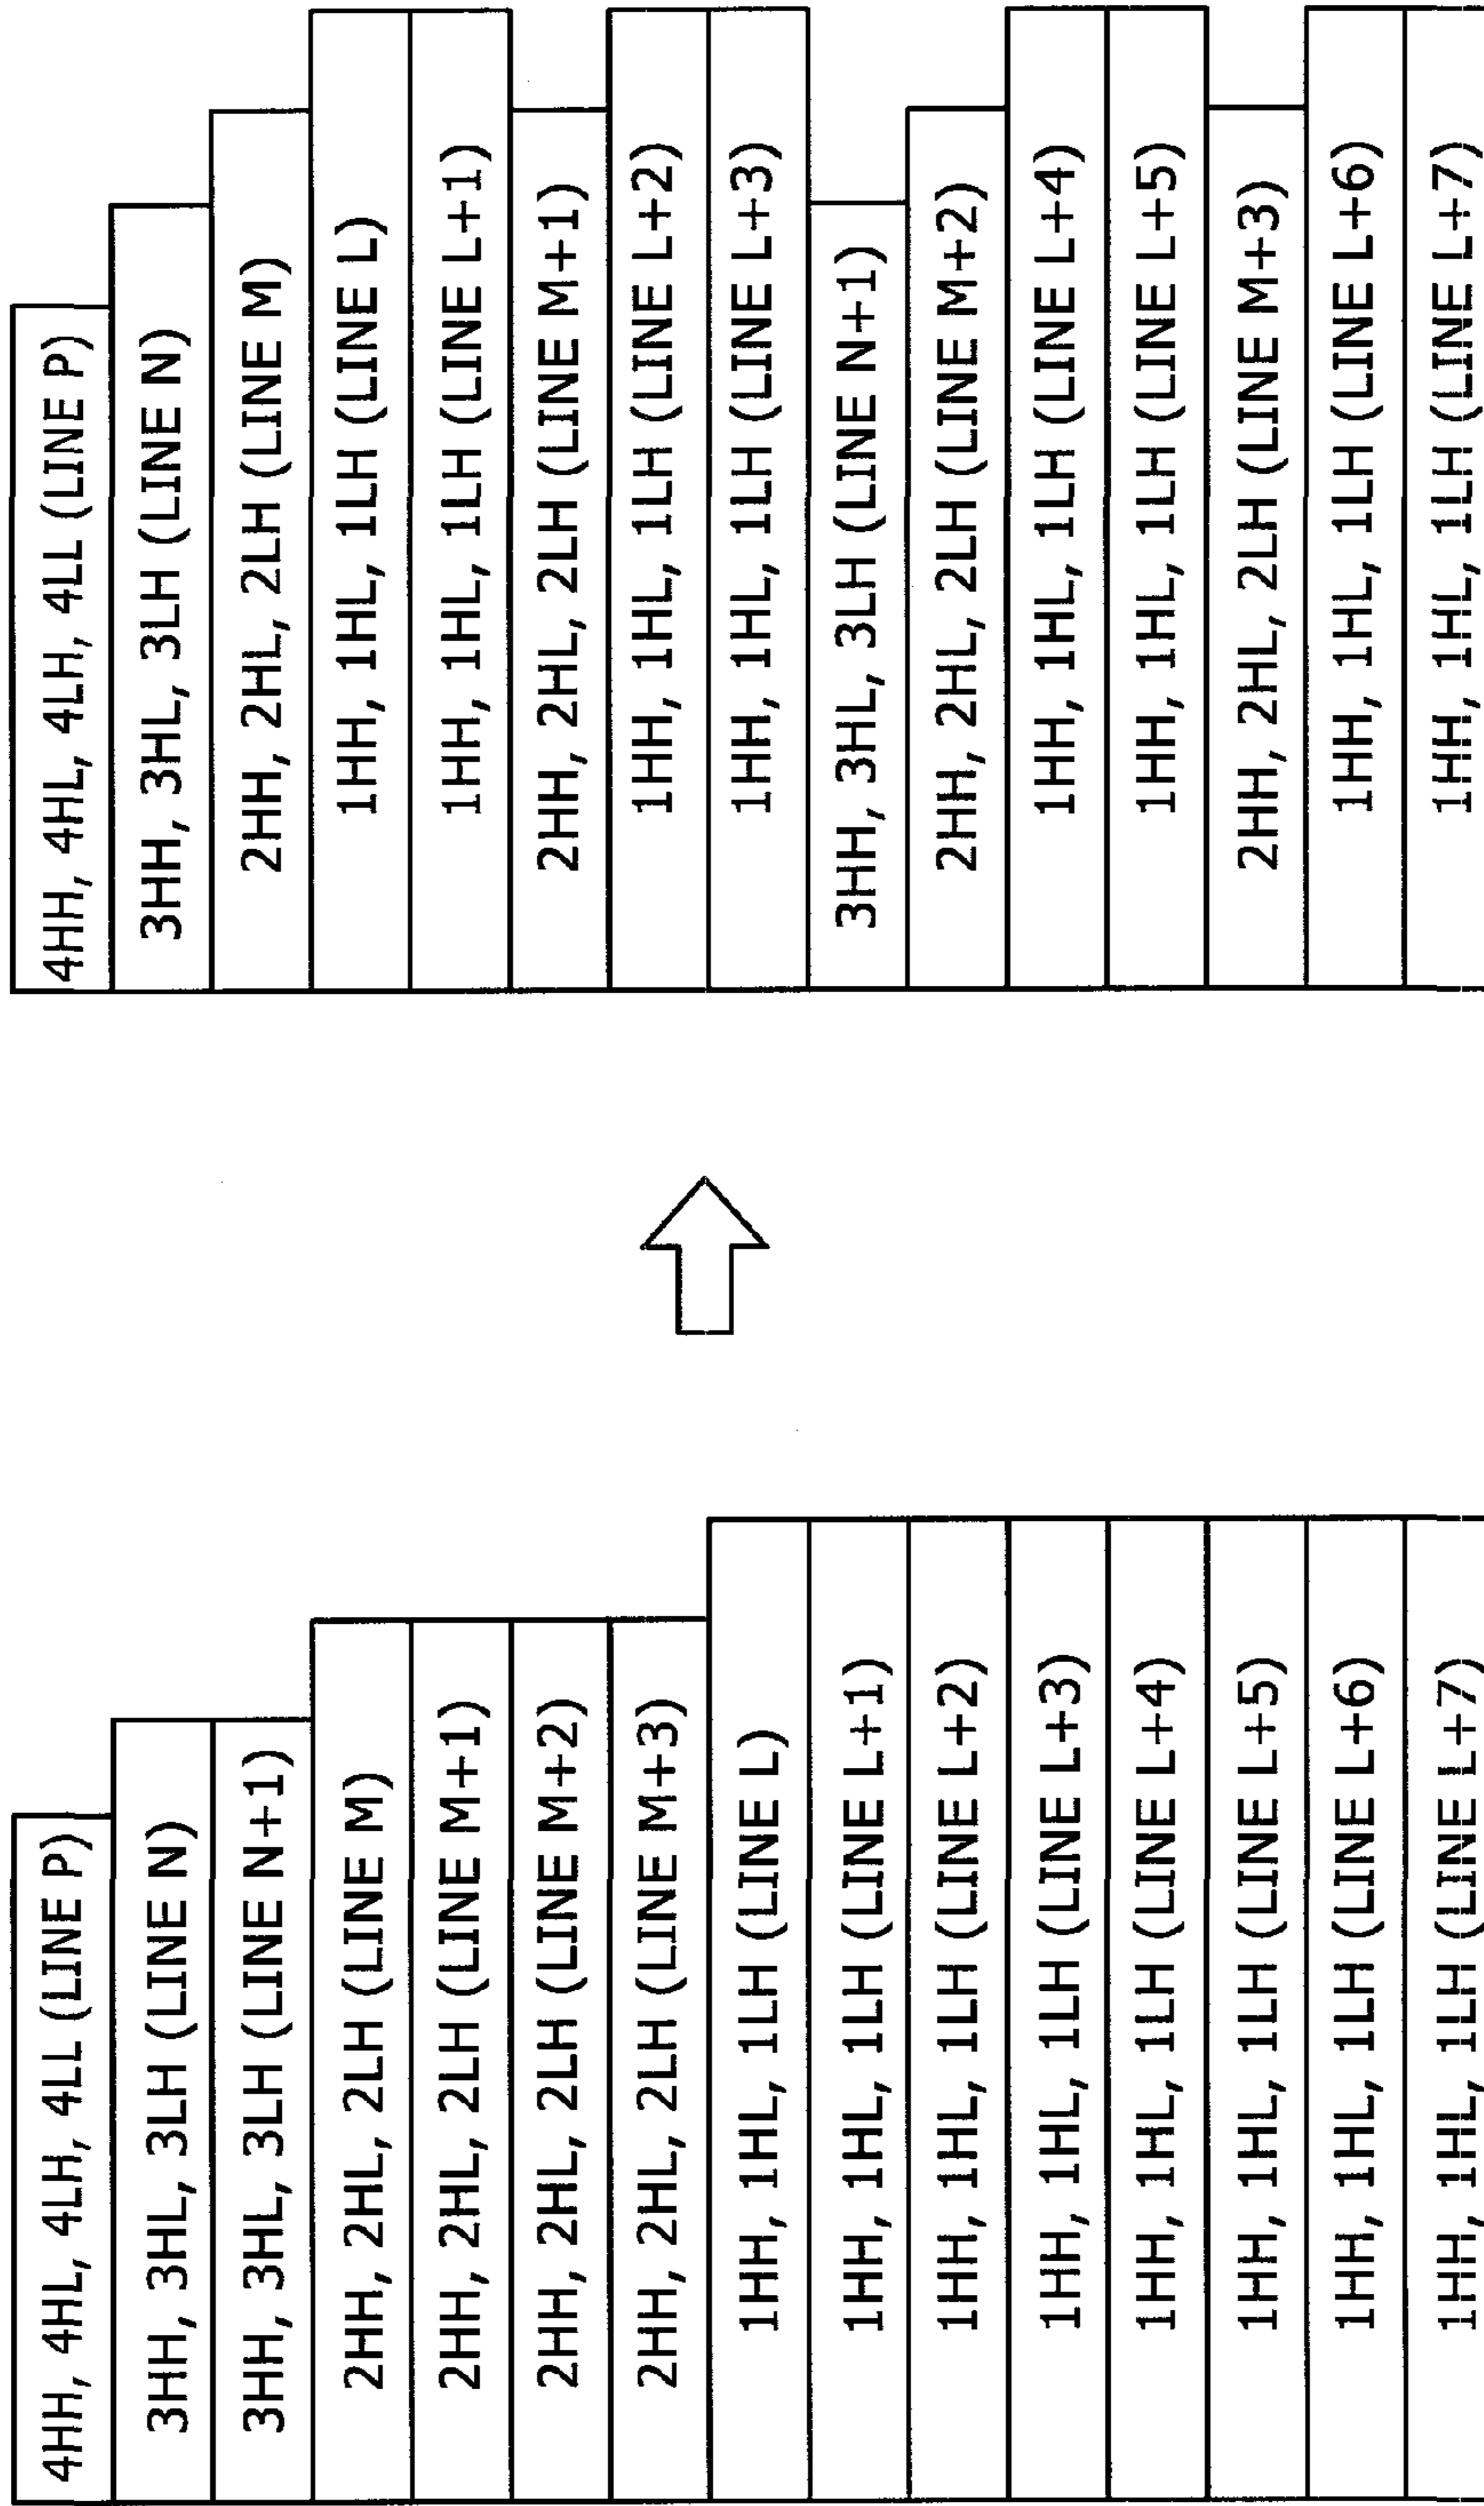 4HH, 4HL, 4LH, 4LL (LINE P)
3HH, 3HL, 3LH (LINE N)
3HH, 3HL, 3LH (LINE N+1)
2HH, 2HL, 2LH (LINE M)
2HH, 2HL, 2LH (LINE M+1)
2HH, 2HL, 2LH (LINE M+2)
2HH, 2HL, 2LH (LINE M+3)
1HH, 1HL, 1LH (LINE L)
1HH, 1HL, 1LH (LINE L+1)
1HH, 1HL, 1LH (LINE L+2)
1HH, 1HL, 1LH (LINE L+3)
1HH, 1HL, 1LH (LINE L+4)
1HH, 1HL, 1LH (LINE L+5)
1HH, 1HL, 1LH (LINE L+6)
1HH, 1HL, 1LH (LINE L+7)
4HH, 4HL, 4LH, 4LL (LINE P)
3HH, 3HL, 3LH (LINE N)
2HH, 2HL, 2LH (LINE M)
1HH, 1HL, 1LH (LINE L)
1HH, 1HL, 1LH (LINE L+1)
2HH, 2HL, 2LH (LINE M+1)
1HH, 1HL, 1LH (LINE L+2)
1HH, 1HL, 1LH (LINE L+3)
3HH, 3HL, 3LH (LINE N+1)
2HH, 2HL, 2LH (LINE M+2)
1HH, 1HL, 1LH (LINE L+4)
1HH, 1HL, 1LH (LINE L+5)
2HH, 2HL, 2LH (LINE M+3)
1HH, 1HL, 1LH (LINE L+6)
1HH, 1HL, 1LH (LINE L+7)